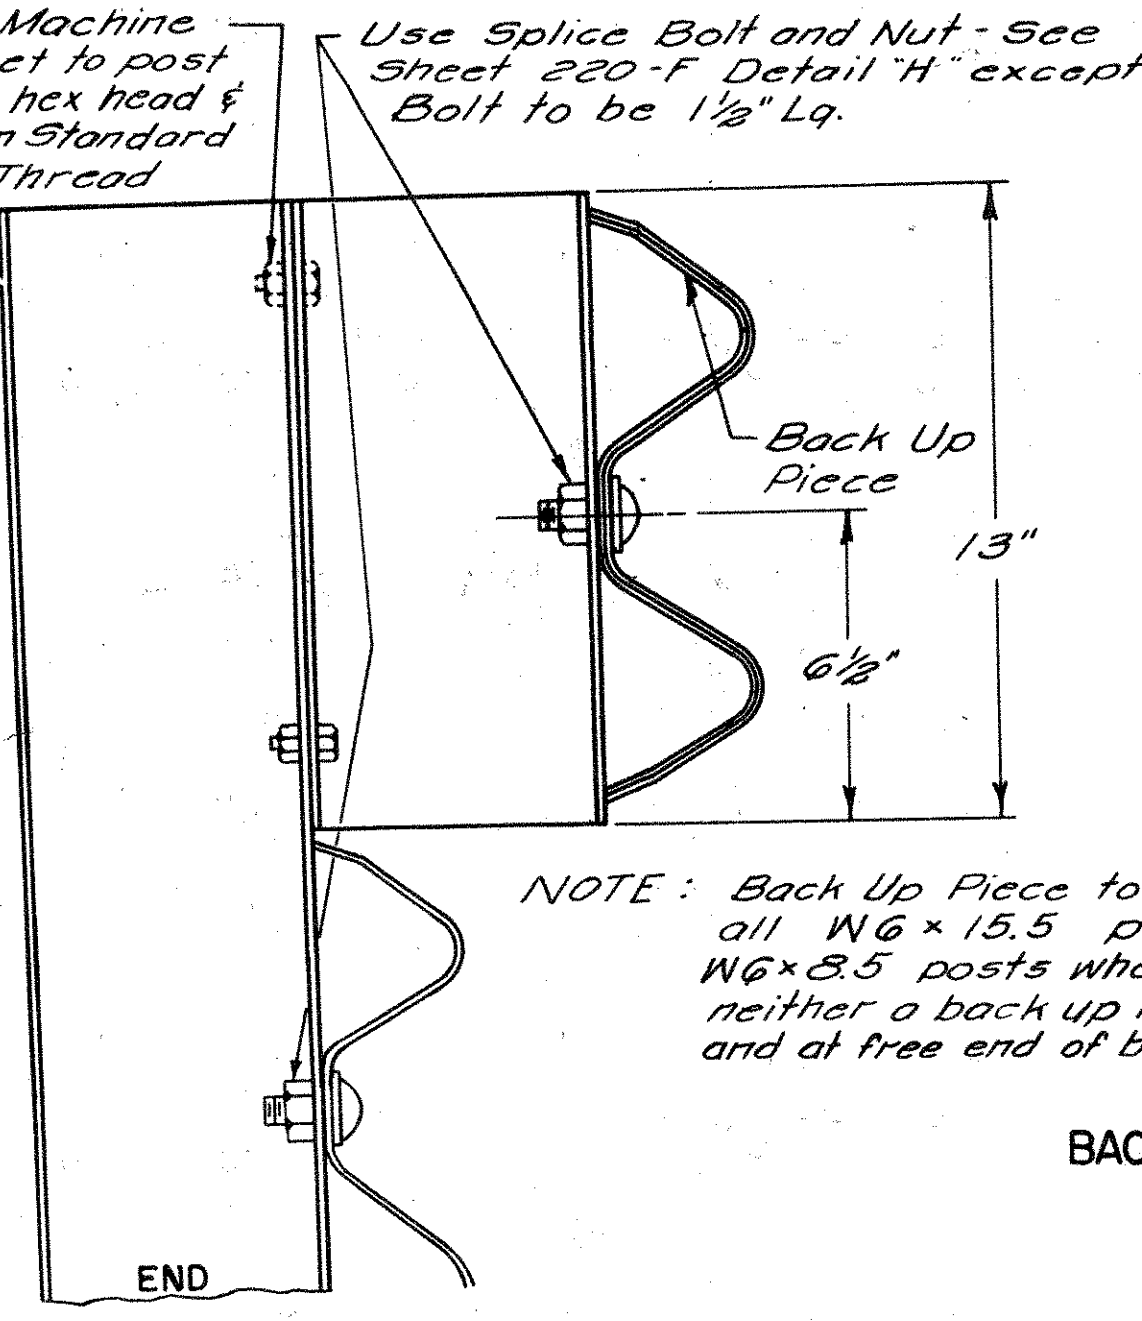 Machine
et to post
hex head &
Standard
Thread
Use Splice Bolt and Nut - See
Sheet 220-F Detail "H" except
Bolt to be 1½" Lg.
Back Up
Piece
13"
6½"
NOTE : Back Up Piece to
all W6 x 15.5 p
W6x8.5 posts wh
neither a back up
and at free end of b
BAC
END